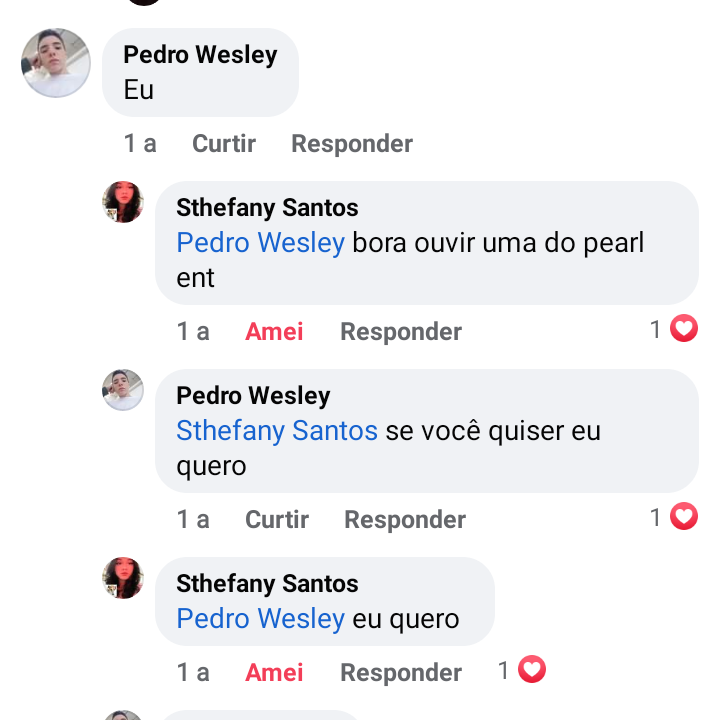 Pedro Wesley
Eu
1 a Curtir Responder
Sthefany Santos
Pedro Wesley bora ouvir uma do pearl
ent
1 a Amei Responder 1
Pedro Wesley
Sthefany Santos se você quiser eu
quero
1 a Curtir Responder 1
Sthefany Santos
Pedro Wesley eu quero
1 a Amei Responder 1